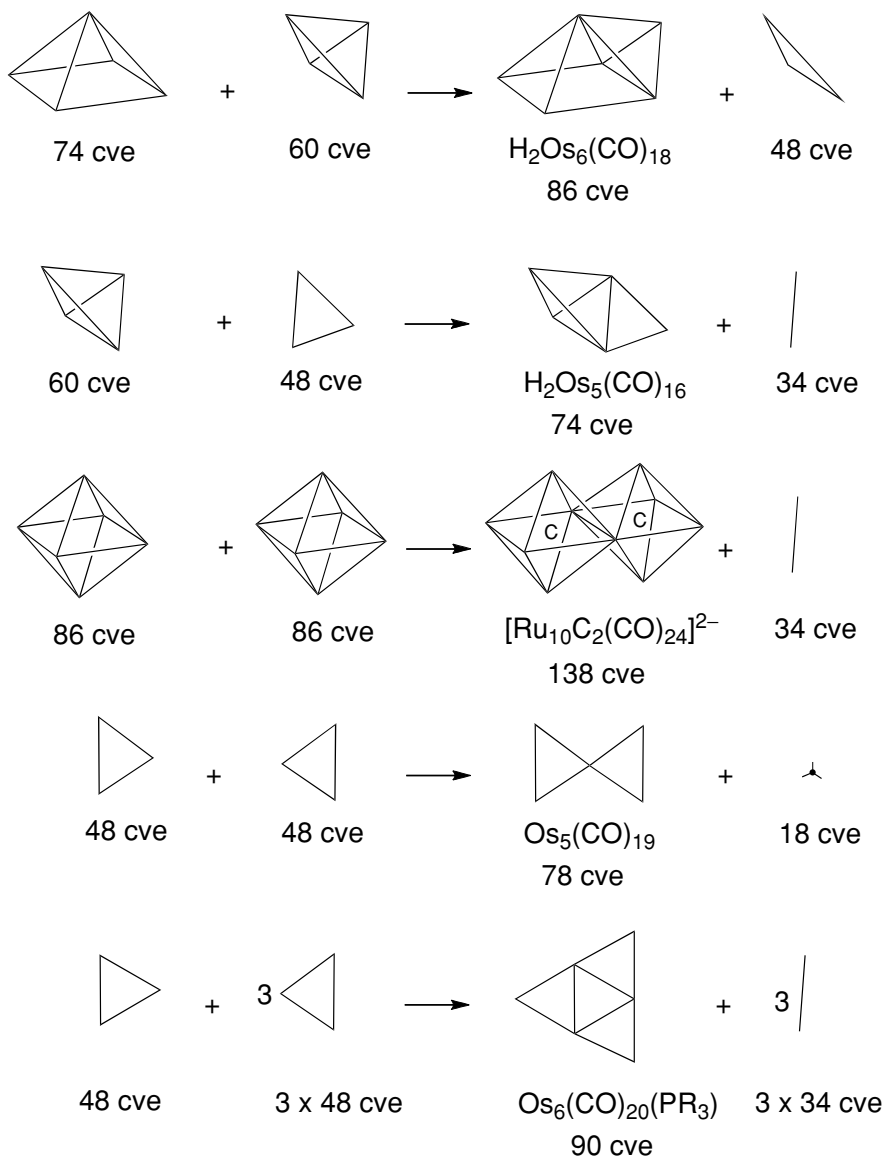 + +
74 cve 60 cve H₂Os₆(CO)₁₈ 48 cve
86 cve
+ +
60 cve 48 cve H₂Os₅(CO)₁₆ 34 cve
74 cve
+ C C +
86 cve 86 cve [Ru₁₀C₂(CO)₂₄]²⁻ 34 cve
138 cve
+ +
48 cve 48 cve Os₅(CO)₁₉ 18 cve
78 cve
+ 3 + 3
48 cve 3 x 48 cve Os₆(CO)₂₀(PR₃) 3 x 34 cve
90 cve